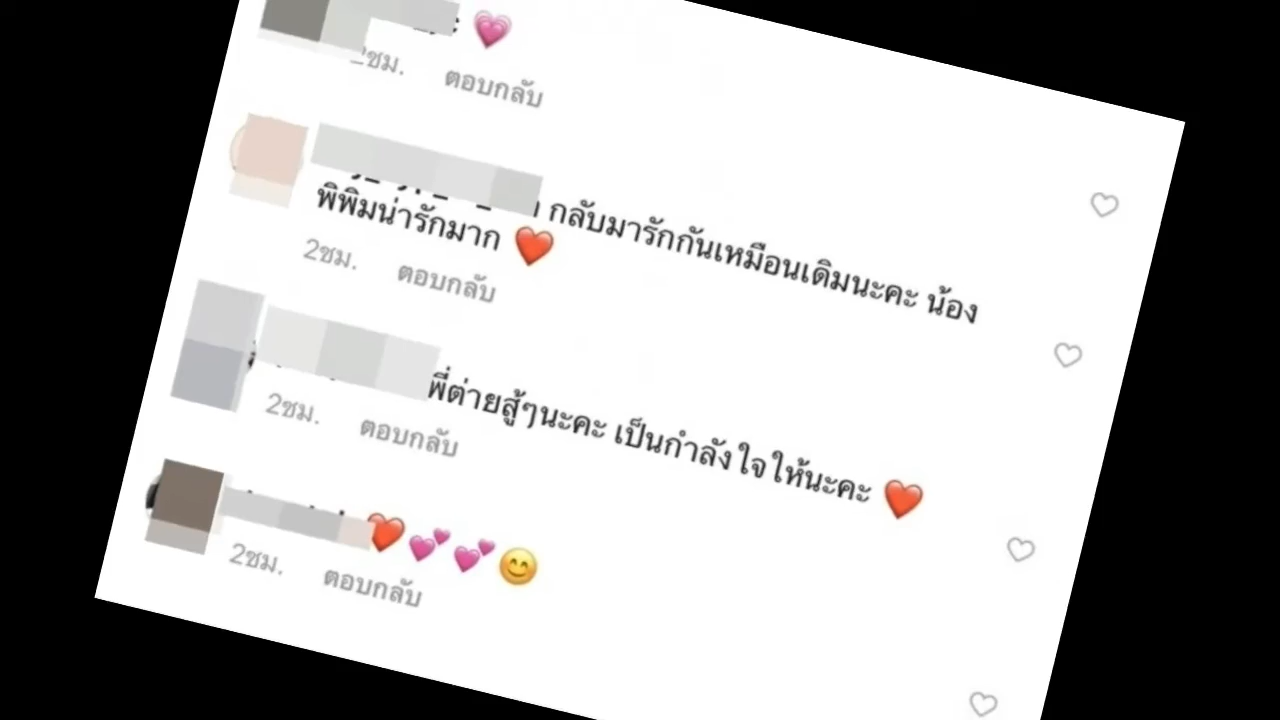 💗
2ชม. ตอบกลับ
กลับมารักกันเหมือนเดิมนะคะ น้อง
พิพิมน่ารักมาก ❤️
2ชม. ตอบกลับ
พี่ต่ายสู้ๆนะคะ เป็นกำลังใจให้นะคะ ❤️
2ชม. ตอบกลับ
❤️💕💕😊
2ชม. ตอบกลับ